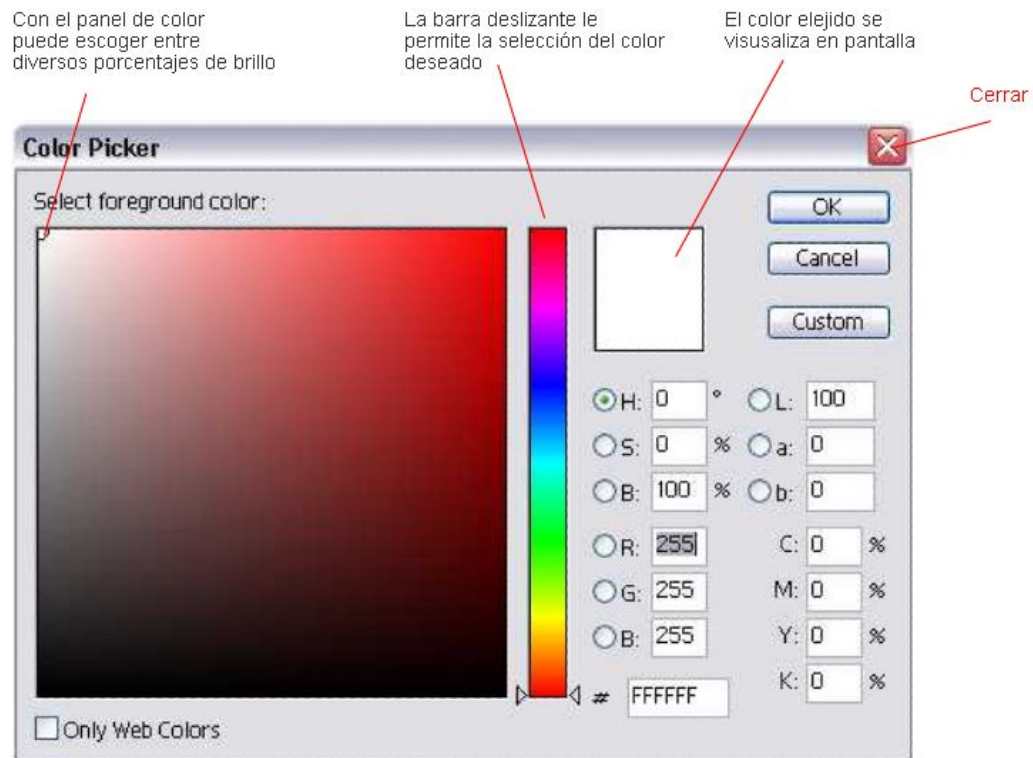 Con el panel de color
puede escoger entre
diversos porcentajes de brillo
La barra deslizante le
permite la selección del color
deseado
El color elejido se
visusaliza en pantalla
Cerrar
Color Picker
Select foreground color:
OK
Cancel
Custom
H: 0 °
L: 100
S: 0 %
a: 0
B: 100 %
b: 0
R: 255
C: 0 %
G: 255
M: 0 %
B: 255
Y: 0 %
# FFFFFF
K: 0 %
Only Web Colors